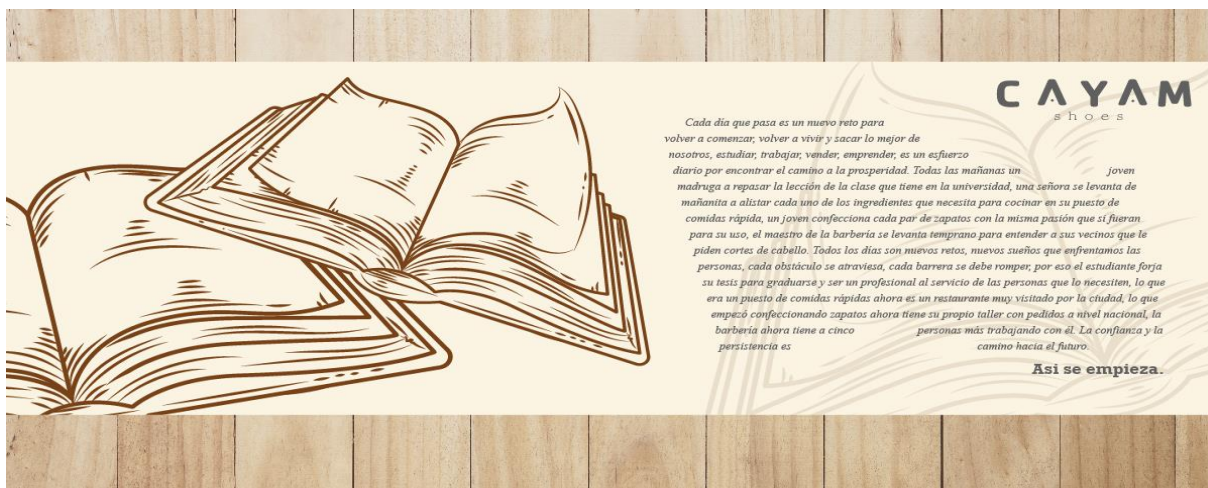 CAYAM
shoes
Cada día que pasa es un nuevo reto para
volver a comenzar, volver a vivir y sacar lo mejor de
nosotros, estudiar, trabajar, vender, emprender, es un esfuerzo
diario por encontrar el camino a la prosperidad. Todas las mañanas un joven
madruga a repasar la lección de la clase que tiene en la universidad, una señora se levanta de
mañanita a alistar cada uno de los ingredientes que necesita para cocinar en su puesto de
comidas rápida, un joven confecciona cada par de zapatos con la misma pasión que sí fueran
para su uso, el maestro de la barbería se levanta temprano para entender a sus vecinos que le
piden cortes de cabello. Todos los días son nuevos retos, nuevos sueños que enfrentamos las
personas, cada obstáculo se atraviesa, cada barrera se debe romper, por eso el estudiante forja
su tesis para graduarse y ser un profesional al servicio de las personas que lo necesiten, lo que
era un puesto de comidas rápidas ahora es un restaurante muy visitado por la ciudad, lo que
empezó confeccionando zapatos ahora tiene su propio taller con pedidos a nivel nacional, la
barbería ahora tiene a cinco personas más trabajando con él. La confianza y la
persistencia es camino hacia el futuro.
Asi se empieza.